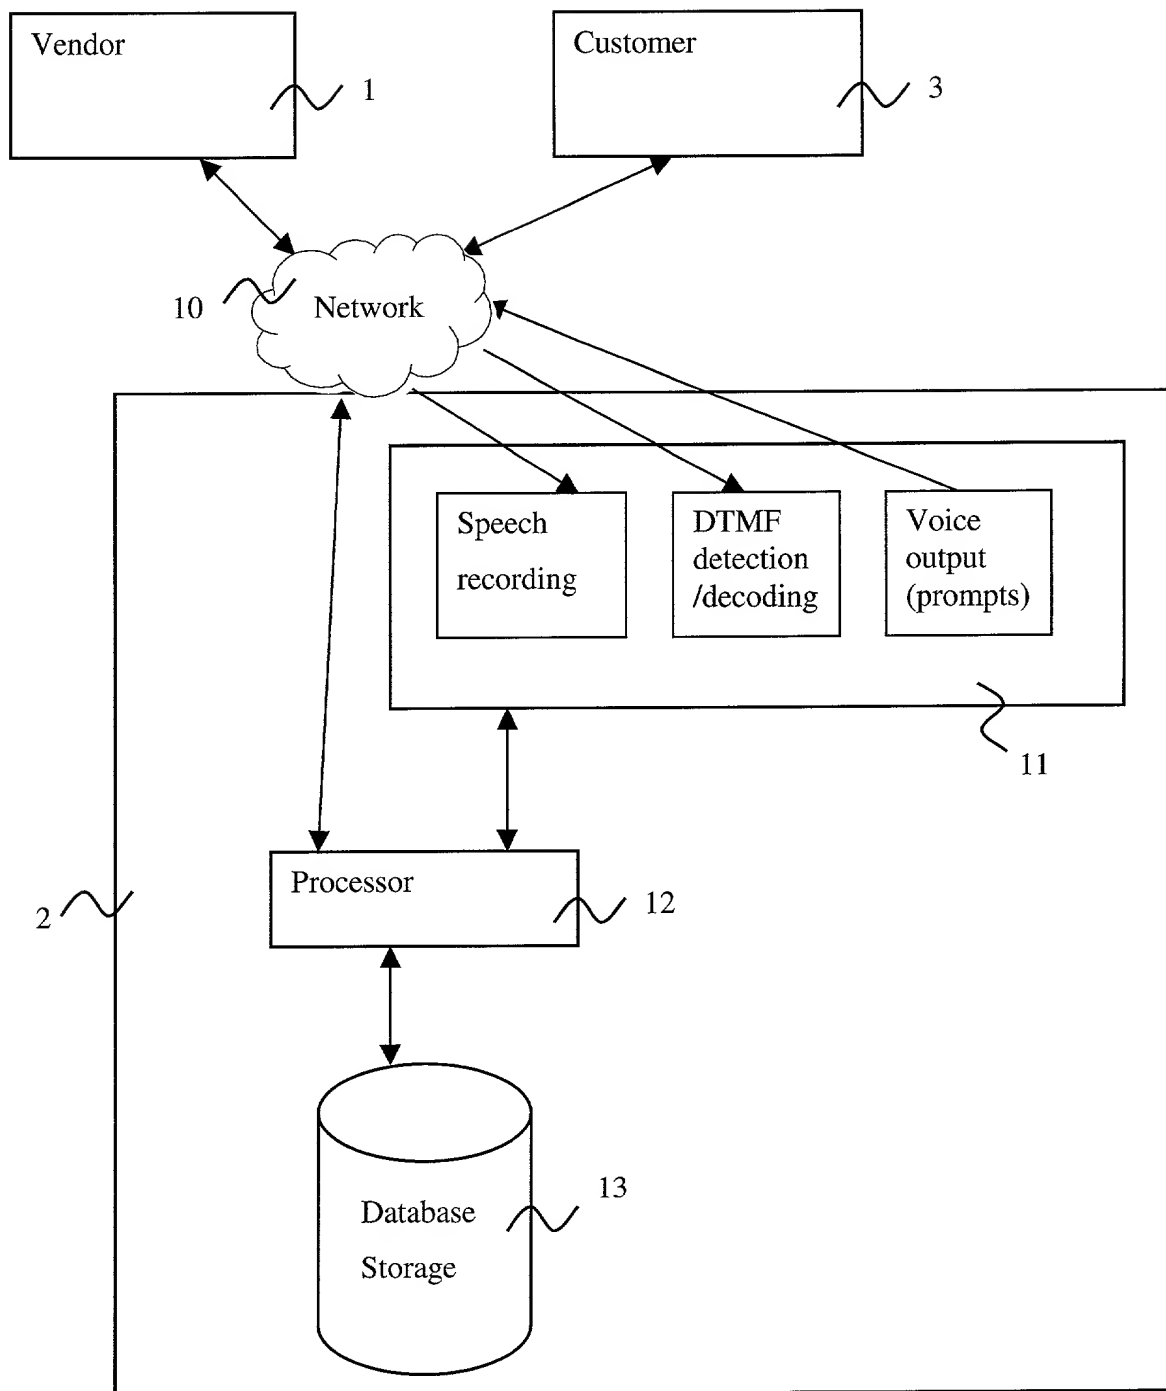 Vendor
1
Customer
3
10
Network
Speech
recording
DTMF
detection
/decoding
Voice
output
(prompts)
11
Processor
12
2
13
Database
Storage